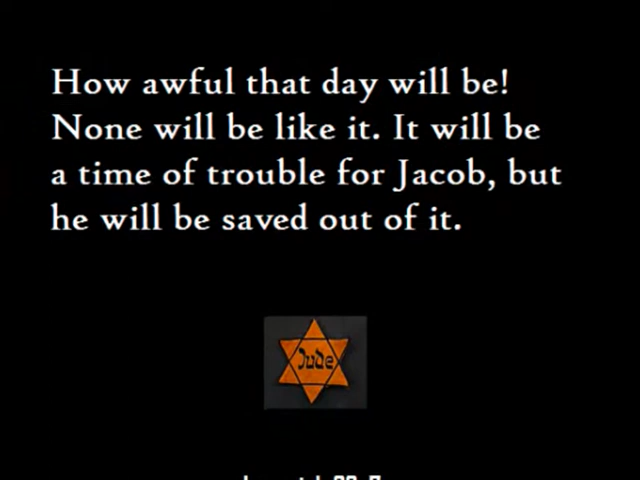 How awful that day will be!
None will be like it. It will be
a time of trouble for Jacob, but
he will be saved out of it.
Jude